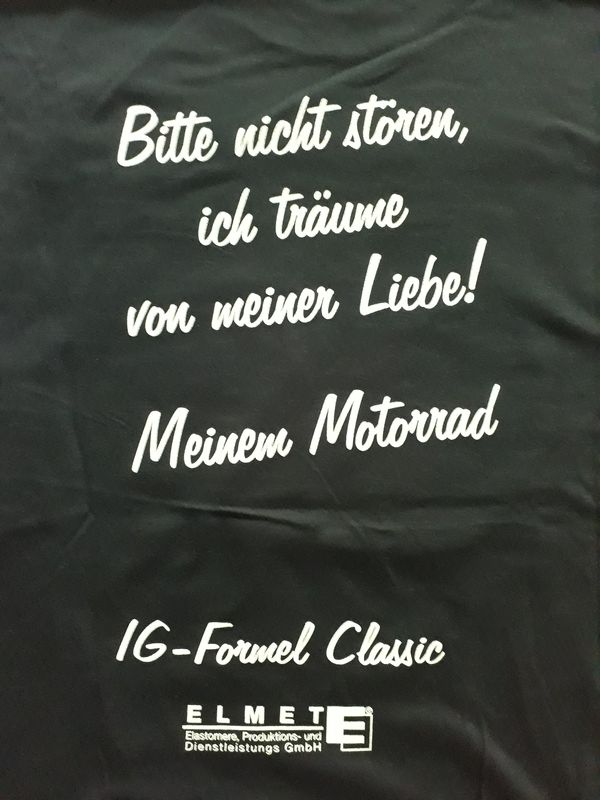 Bitte nicht stören,
ich träume
von meiner Liebe!
Meinem Motorrad
IG-Formel Classic
ELMET E®
Elastomere, Produktions- und
Dienstleistungs GmbH